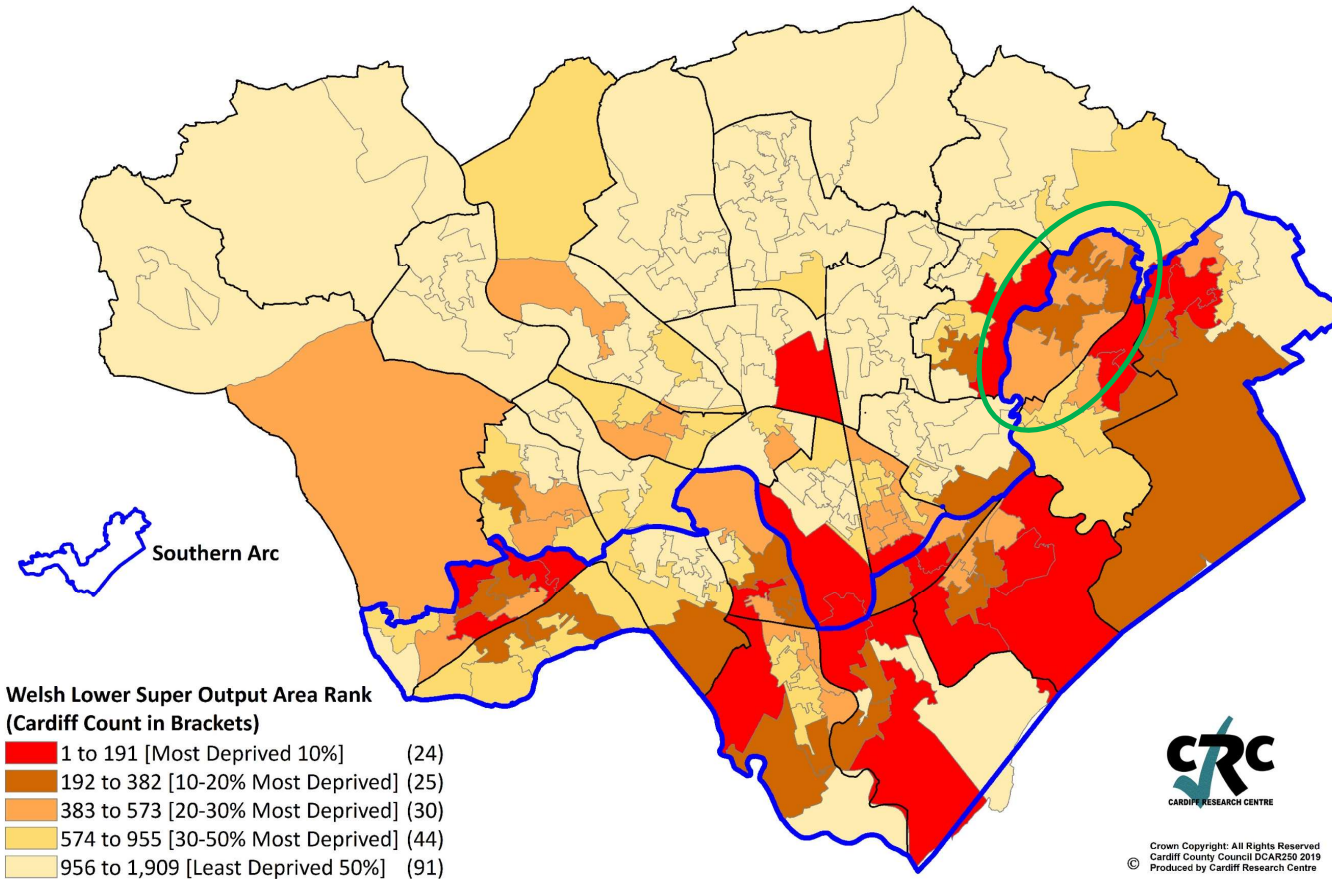 Southern Arc
Welsh Lower Super Output Area Rank
(Cardiff Count in Brackets)
1 to 191 [Most Deprived 10%] (24)
192 to 382 [10-20% Most Deprived] (25)
383 to 573 [20-30% Most Deprived] (30)
574 to 955 [30-50% Most Deprived] (44)
956 to 1,909 [Least Deprived 50%] (91)
CRC
CARDIFF RESEARCH CENTRE
Crown Copyright: All Rights Reserved
© Cardiff County Council DCAR250 2019
Produced by Cardiff Research Centre